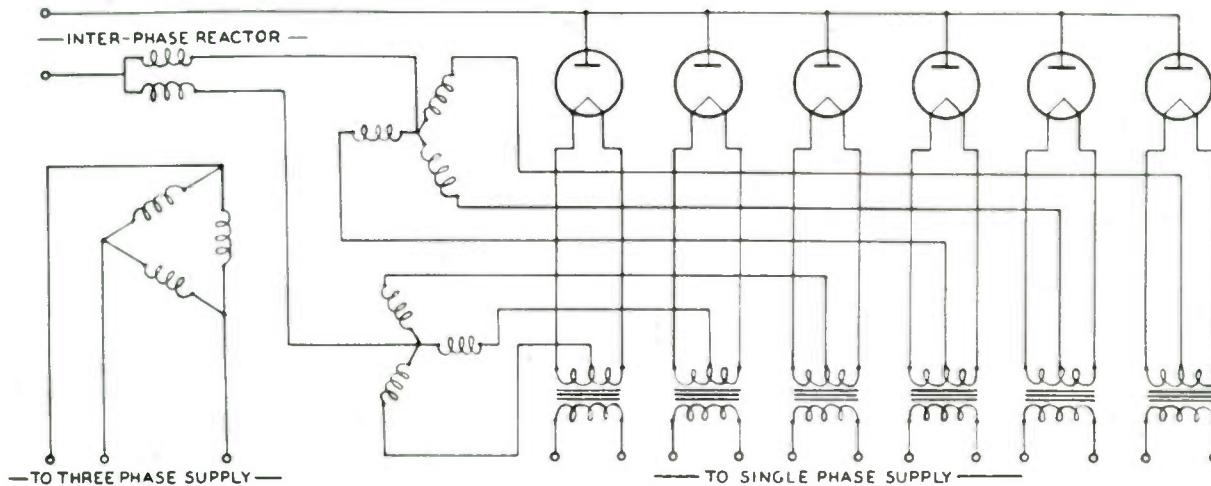 INTER-PHASE REACTOR
TO THREE PHASE SUPPLY
TO SINGLE PHASE SUPPLY